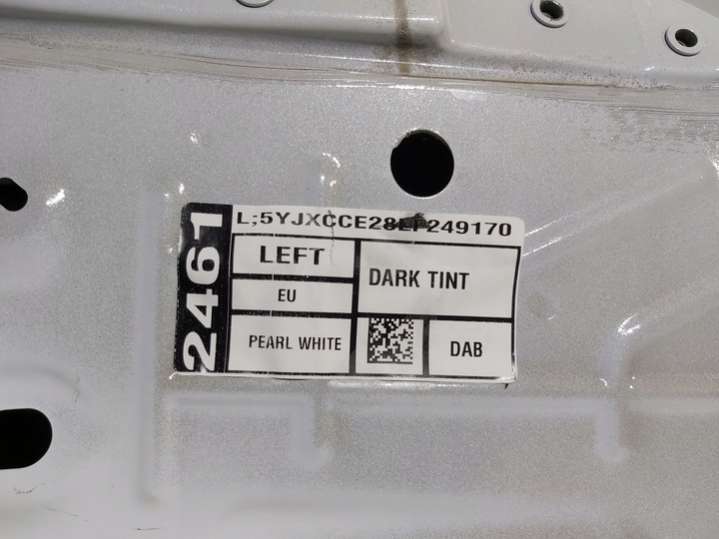 L;5YJXCCE28LF249170
2461
LEFT
DARK TINT
EU
PEARL WHITE
DAB